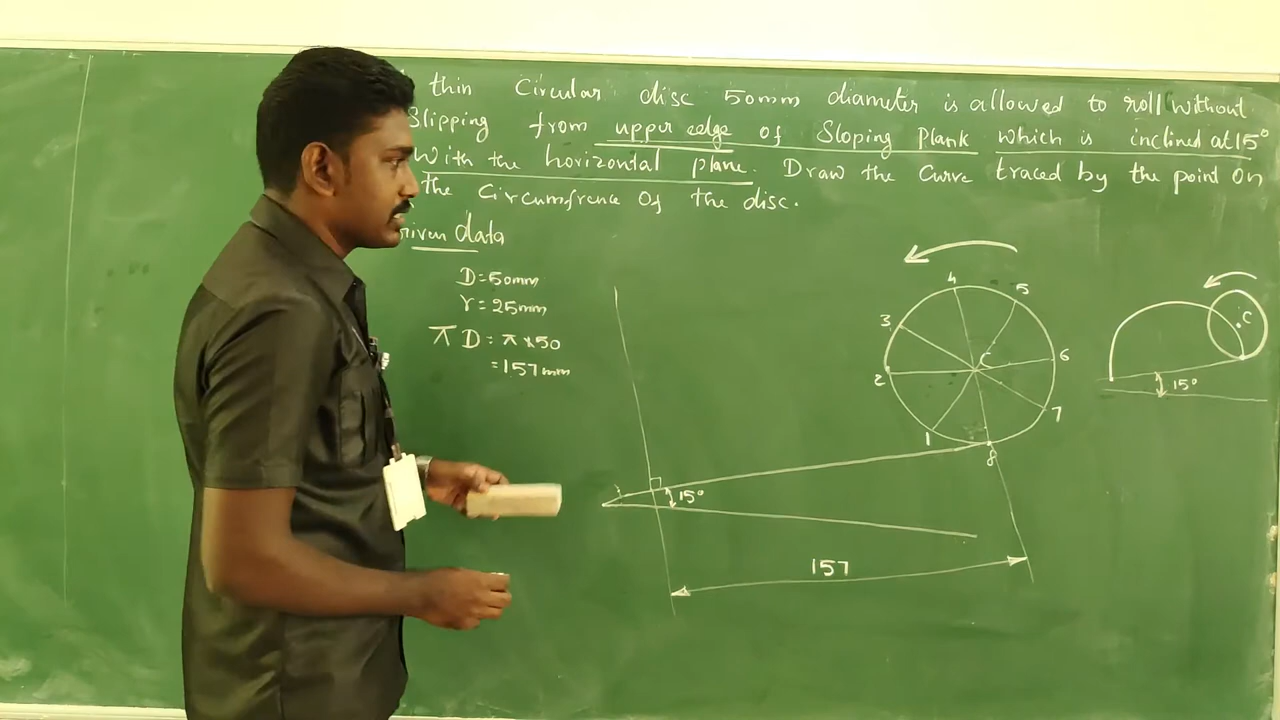 thin Circular disc 50mm diameter is allowed to roll without
Slipping from upper edge of Sloping Plank which is inclined at 15°
With the horizontal plane. Draw the Curve traced by the point On
the Circumfrence Of the disc.
Given data
D=50mm
r=25mm
πD=π×50
=157mm
4
5
3
C
6
2
7
1
8
15°
157
C
15°